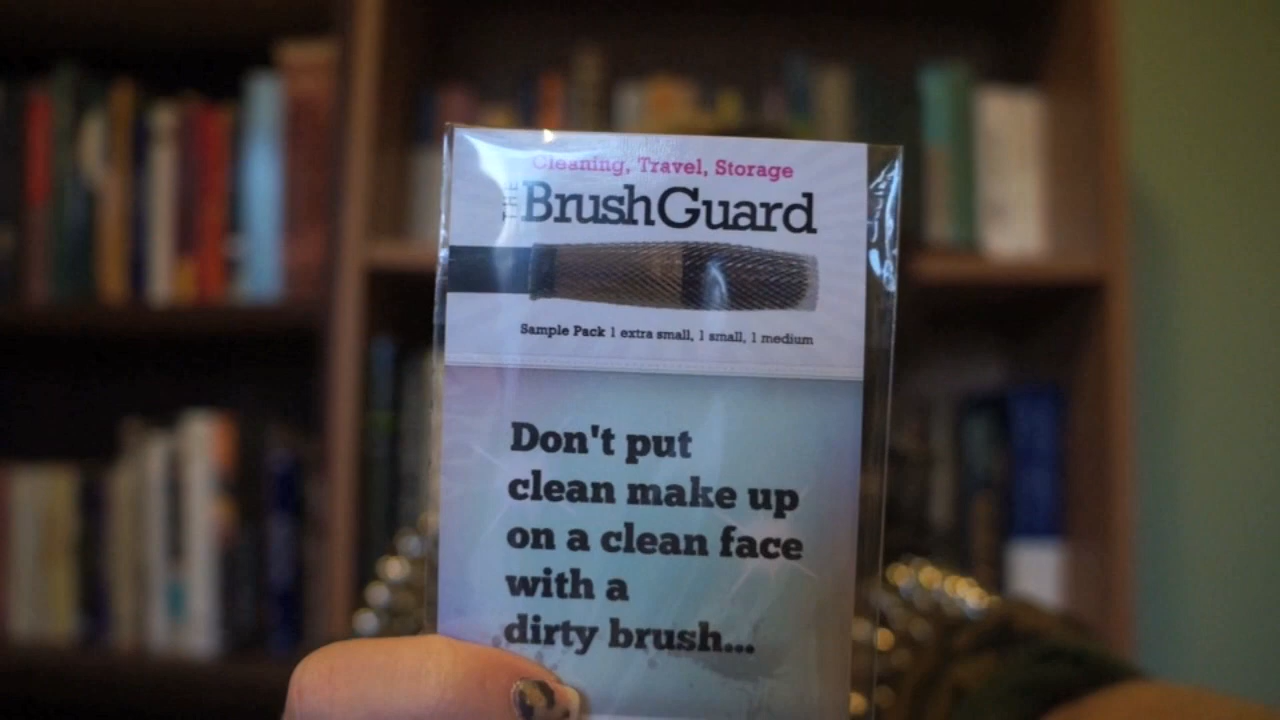 Cleaning, Travel, Storage
THE BrushGuard
Sample Pack 1 extra small, 1 small, 1 medium
Don't put
clean make up
on a clean face
with a
dirty brush...